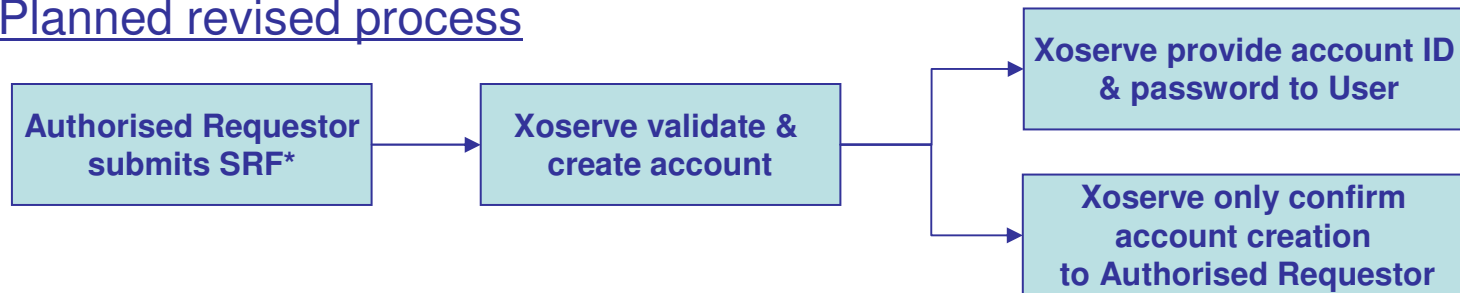 Planned revised process
Authorised Requestor
submits SRF*
Xoserve validate &
create account
Xoserve provide account ID
& password to User
Xoserve only confirm
account creation
to Authorised Requestor